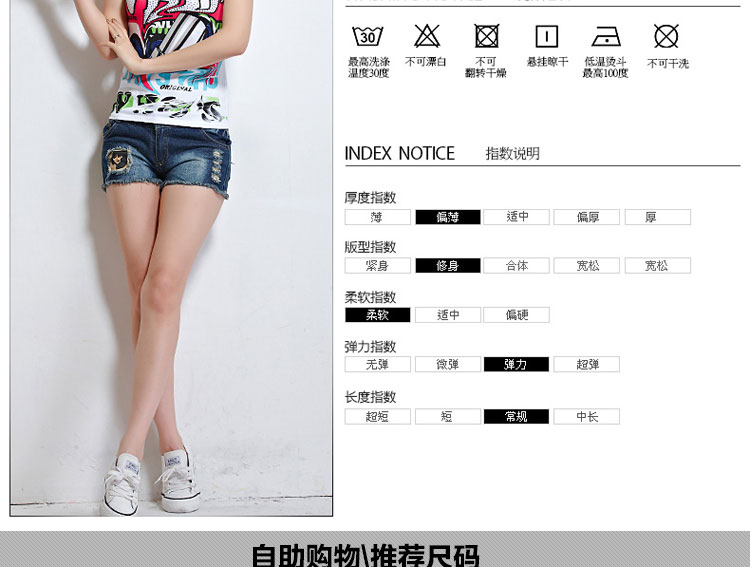 ORIGINAL
30
最高洗涤
温度30度
不可漂白
不可
翻转干燥
悬挂晾干
低温熨斗
最高100度
不可干洗
INDEX NOTICE 指数说明
厚度指数
薄 偏薄 适中 偏厚 厚
版型指数
紧身 修身 合体 宽松 宽松
柔软指数
柔软 适中 偏硬
弹力指数
无弹 微弹 弹力 超弹
长度指数
超短 短 常规 中长
自助购物\推荐尺码